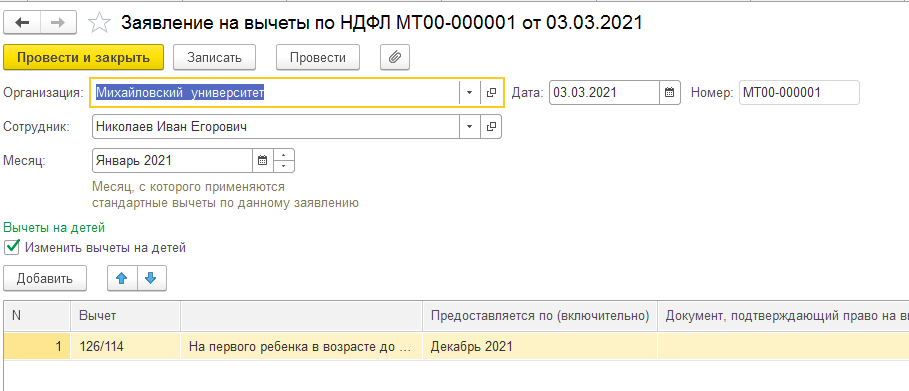 Заявление на вычеты по НДФЛ МТ00-000001 от 03.03.2021
Провести и закрыть Записать Провести
Организация: Михайловский университет Дата: 03.03.2021 Номер: МТ00-000001
Сотрудник: Николаев Иван Егорович
Месяц: Январь 2021
Месяц, с которого применяются
стандартные вычеты по данному заявлению
Вычеты на детей
Изменить вычеты на детей
Добавить
N Вычет Предоставляется по (включительно) Документ, подтверждающий право на в
1 126/114 На первого ребенка в возрасте до ... Декабрь 2021